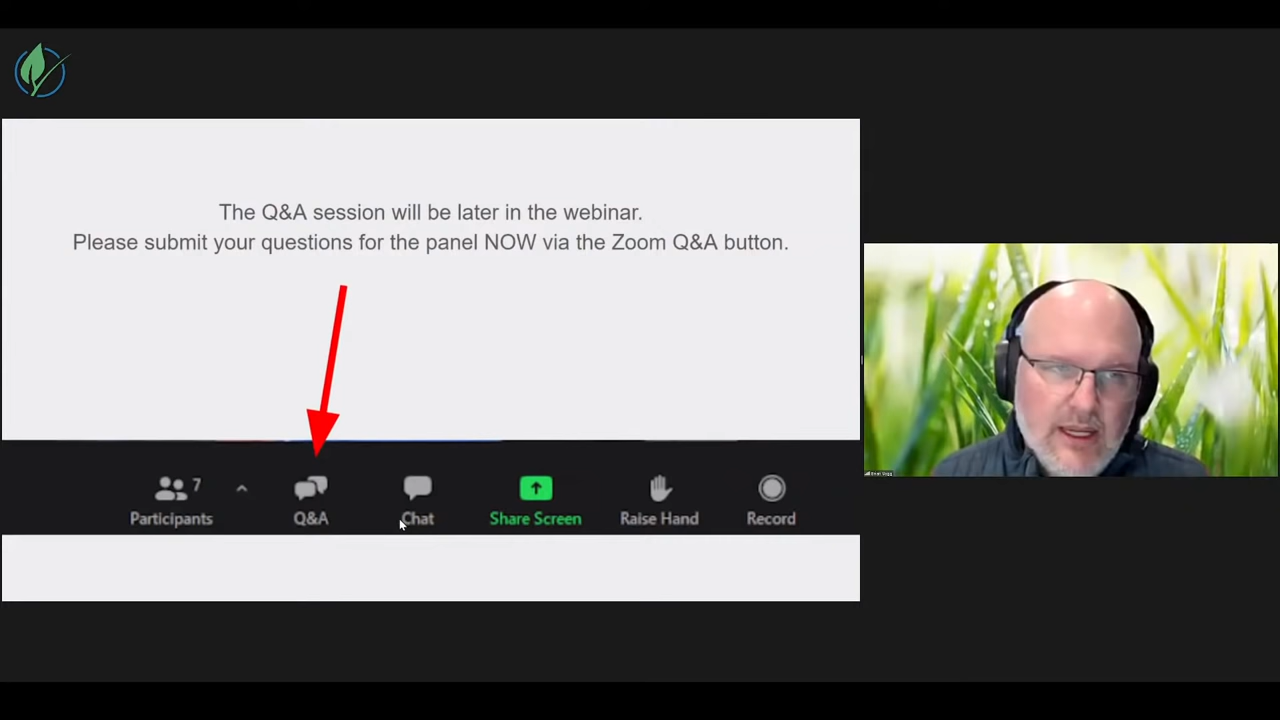 The Q&A session will be later in the webinar.
Please submit your questions for the panel NOW via the Zoom Q&A button.
7
Participants
Q&A
Chat
Share Screen
Raise Hand
Record